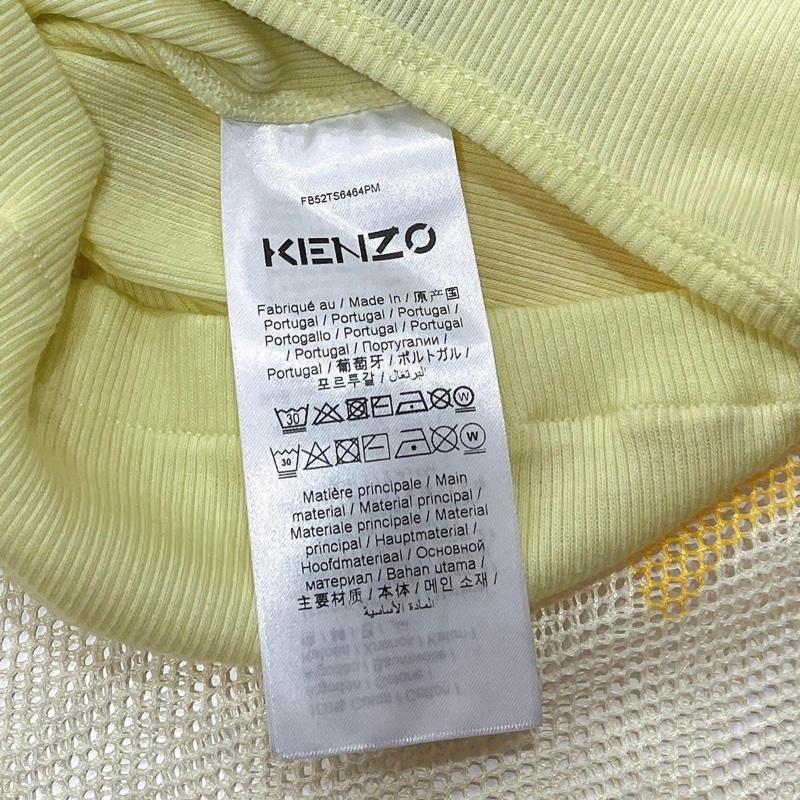 FB52TS6464PM
KENZO
Fabriqué au / Made in / 原产国
Portugal / Portugal / Portugal /
Portogallo / Portugal / Portugal
/ Portugal / Португалии /
Portugal / 葡萄牙 / ポルトガル /
포르투갈 / البرتغال
30 W
30 W
Matière principale / Main
material / Material principal /
Materiale principale / Material
principal / Hauptmaterial /
Hoofdmateriaal / Основной
материал / Bahan utama /
主要材质 / 本体 / 메인 소재 /
المادة الأساسية